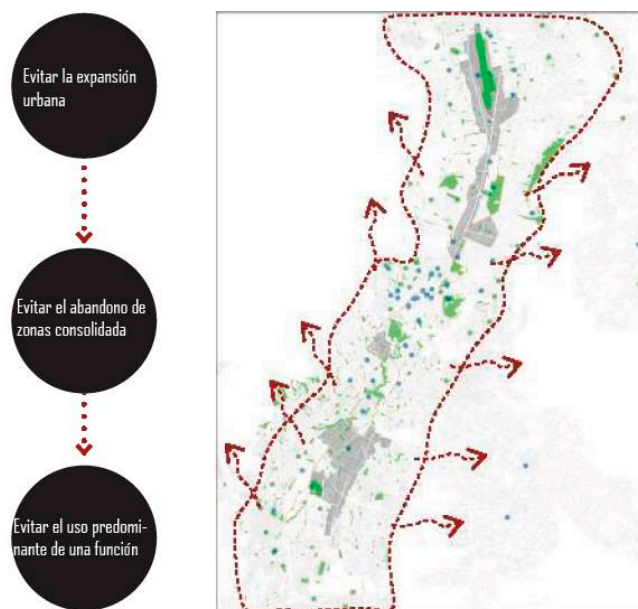 Evitar la expansión
urbana
Evitar el abandono de
zonas consolidada
Evitar el uso predomi-
nante de una función